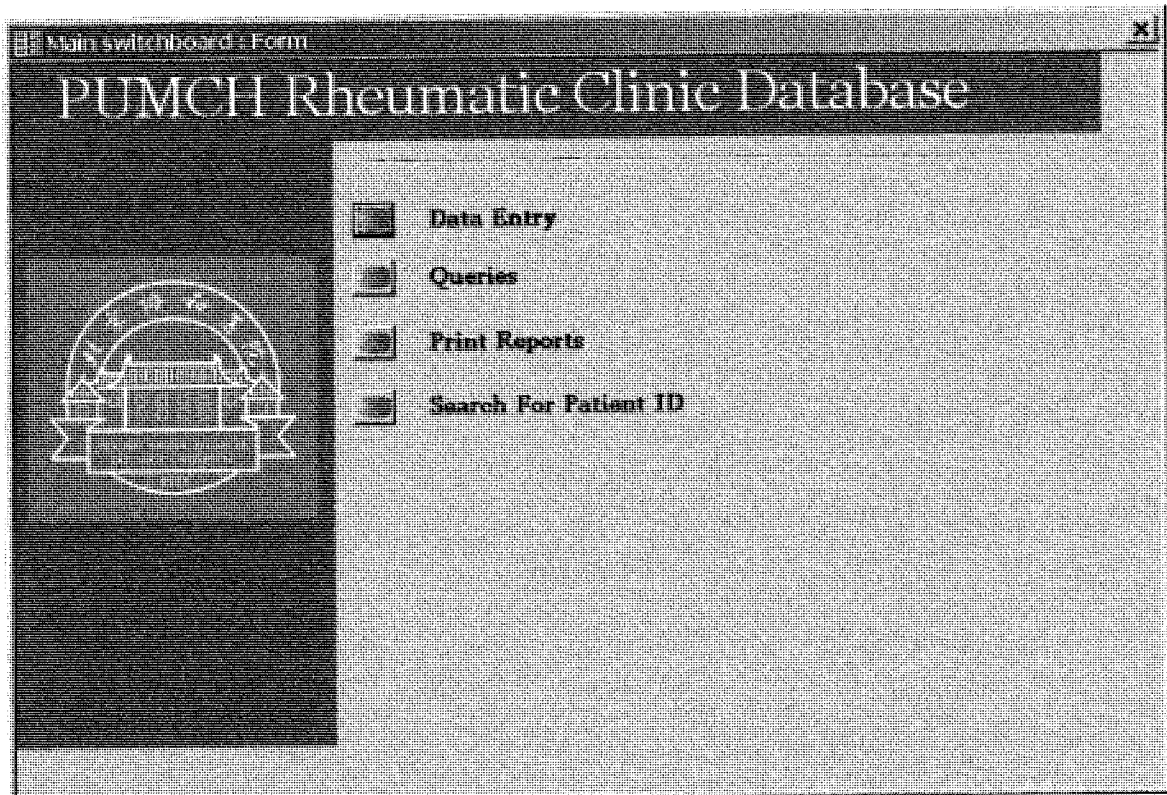 Main switchboard : Form
PUMCH Rheumatic Clinic Database
Data Entry
Queries
Print Reports
Search For Patient ID